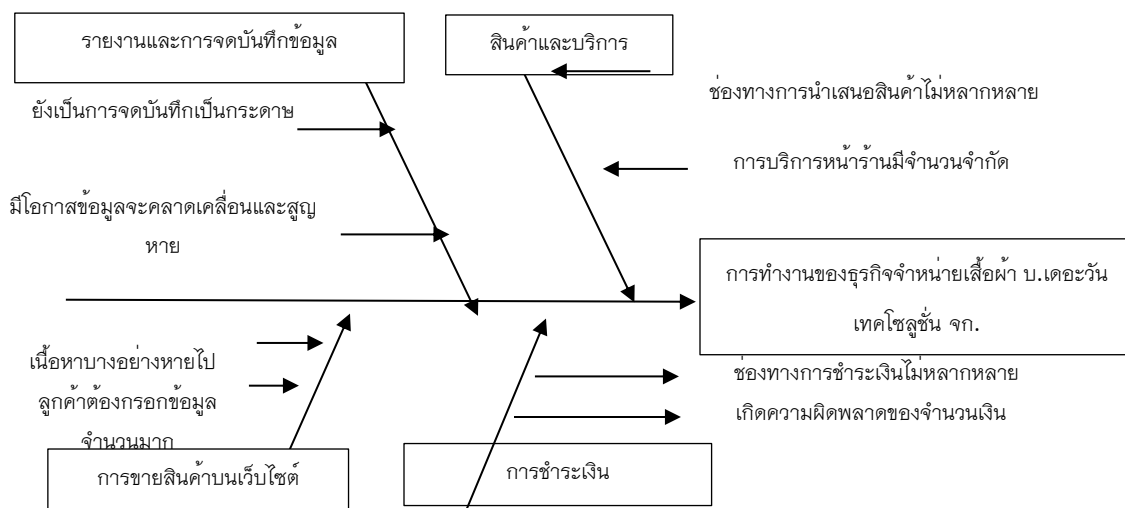 รายงานและการจดบันทึกข้อมูล
สินค้าและบริการ
ยังเป็นการจดบันทึกเป็นกระดาษ
ช่องทางการนำเสนอสินค้าไม่หลากหลาย
การบริการหน้าร้านมีจำนวนจำกัด
มีโอกาสข้อมูลจะคลาดเคลื่อนและสูญ
หาย
การทำงานของธุรกิจจำหน่ายเสื้อผ้า บ.เดอะวัน
เทคโซลูชั่น จก.
เนื้อหาบางอย่างหายไป
ลูกค้าต้องกรอกข้อมูล
จำนวนมาก
ช่องทางการชำระเงินไม่หลากหลาย
เกิดความผิดพลาดของจำนวนเงิน
การขายสินค้าบนเว็บไซต์
การชำระเงิน